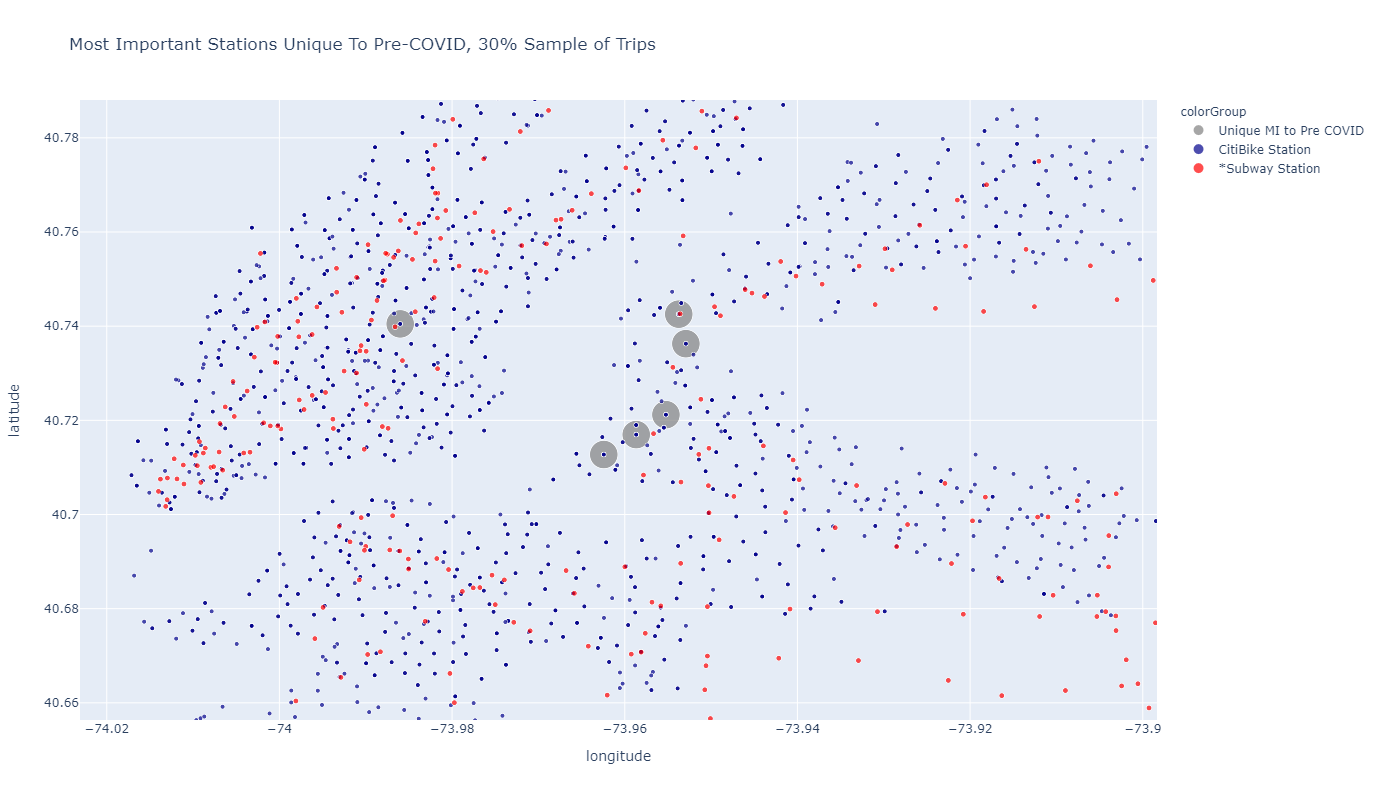 Most Important Stations Unique To Pre-COVID, 30% Sample of Trips
colorGroup
Unique MI to Pre COVID
CitiBike Station
*Subway Station
40.78
40.76
40.74
40.72
40.7
40.68
40.66
latitude
−74.02
−74
−73.98
−73.96
−73.94
−73.92
−73.9
longitude